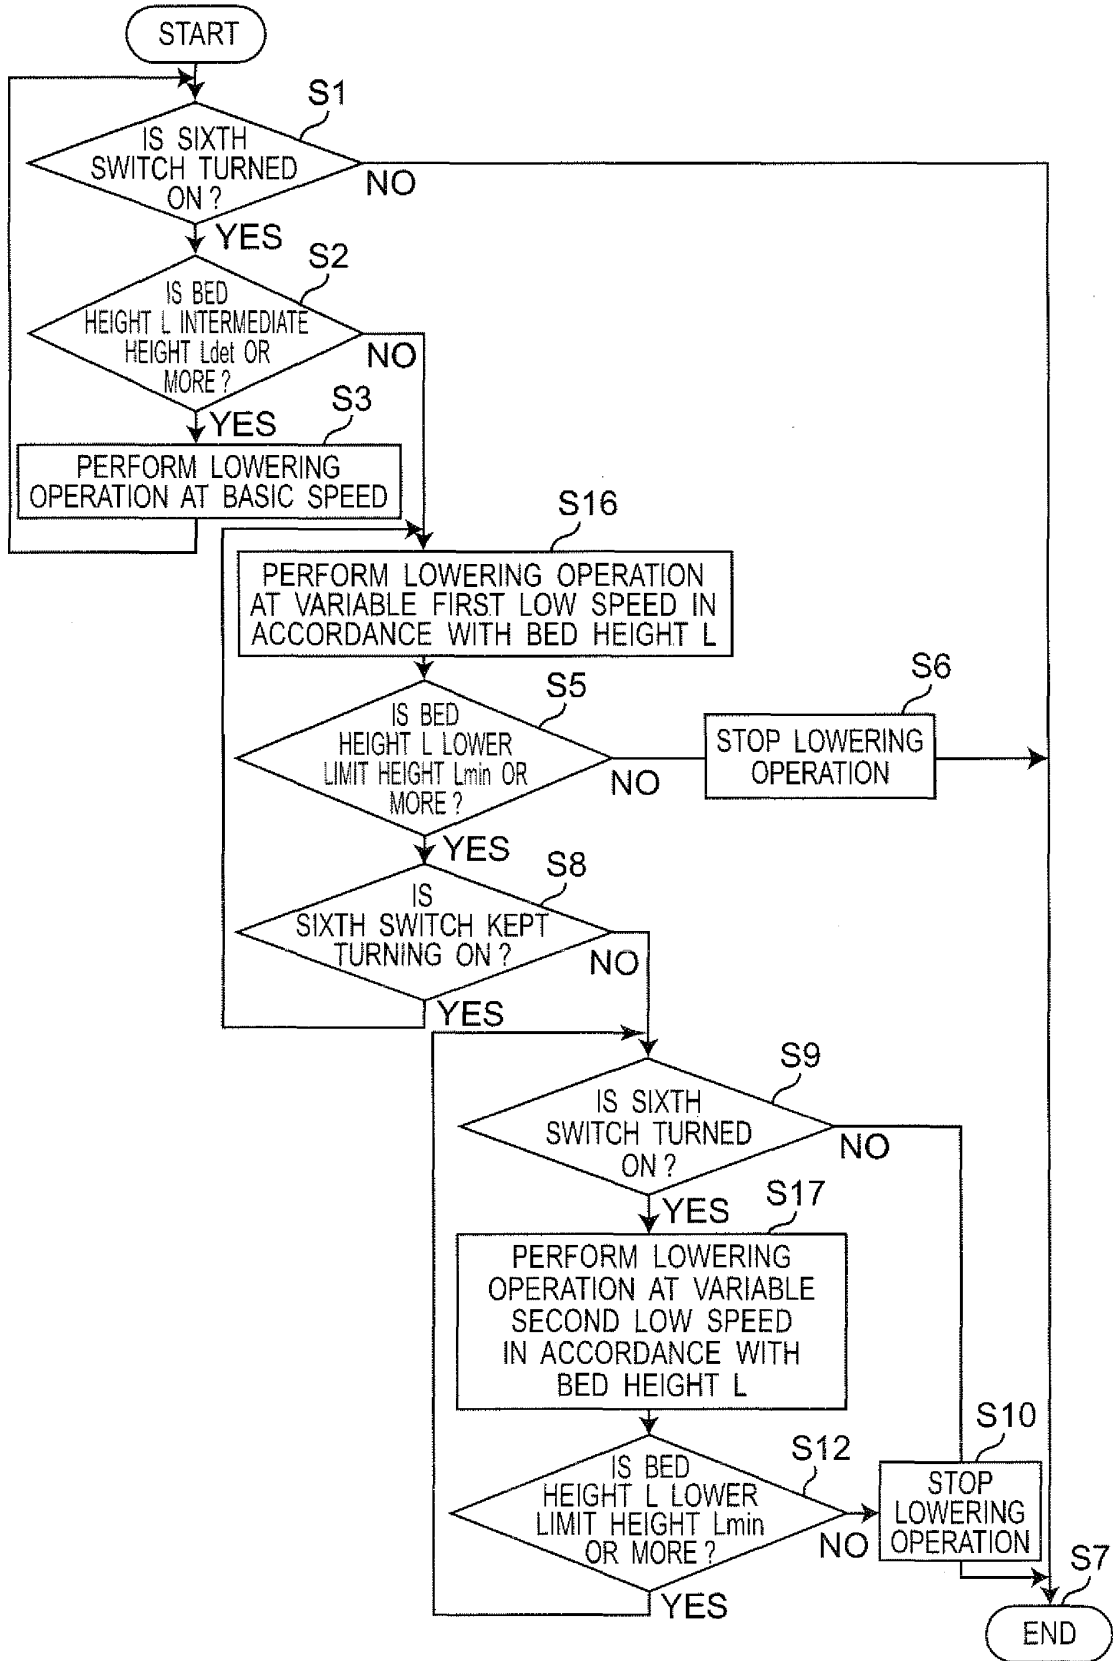 START
S1
IS SIXTH
SWITCH TURNED
ON?
NO
YES
S2
IS BED
HEIGHT L INTERMEDIATE
HEIGHT Ldet OR
MORE?
NO
YES
S3
PERFORM LOWERING
OPERATION AT BASIC SPEED
S16
PERFORM LOWERING OPERATION
AT VARIABLE FIRST LOW SPEED IN
ACCORDANCE WITH BED HEIGHT L
S5
IS BED
HEIGHT L LOWER
LIMIT HEIGHT Lmin OR
MORE?
NO
S6
STOP LOWERING
OPERATION
YES
S8
IS
SIXTH SWITCH KEPT
TURNING ON?
NO
YES
S9
IS SIXTH
SWITCH TURNED
ON?
NO
YES
S17
PERFORM LOWERING
OPERATION AT VARIABLE
SECOND LOW SPEED
IN ACCORDANCE WITH
BED HEIGHT L
S12
IS BED
HEIGHT L LOWER
LIMIT HEIGHT Lmin
OR MORE?
NO
YES
S10
STOP
LOWERING
OPERATION
S7
END